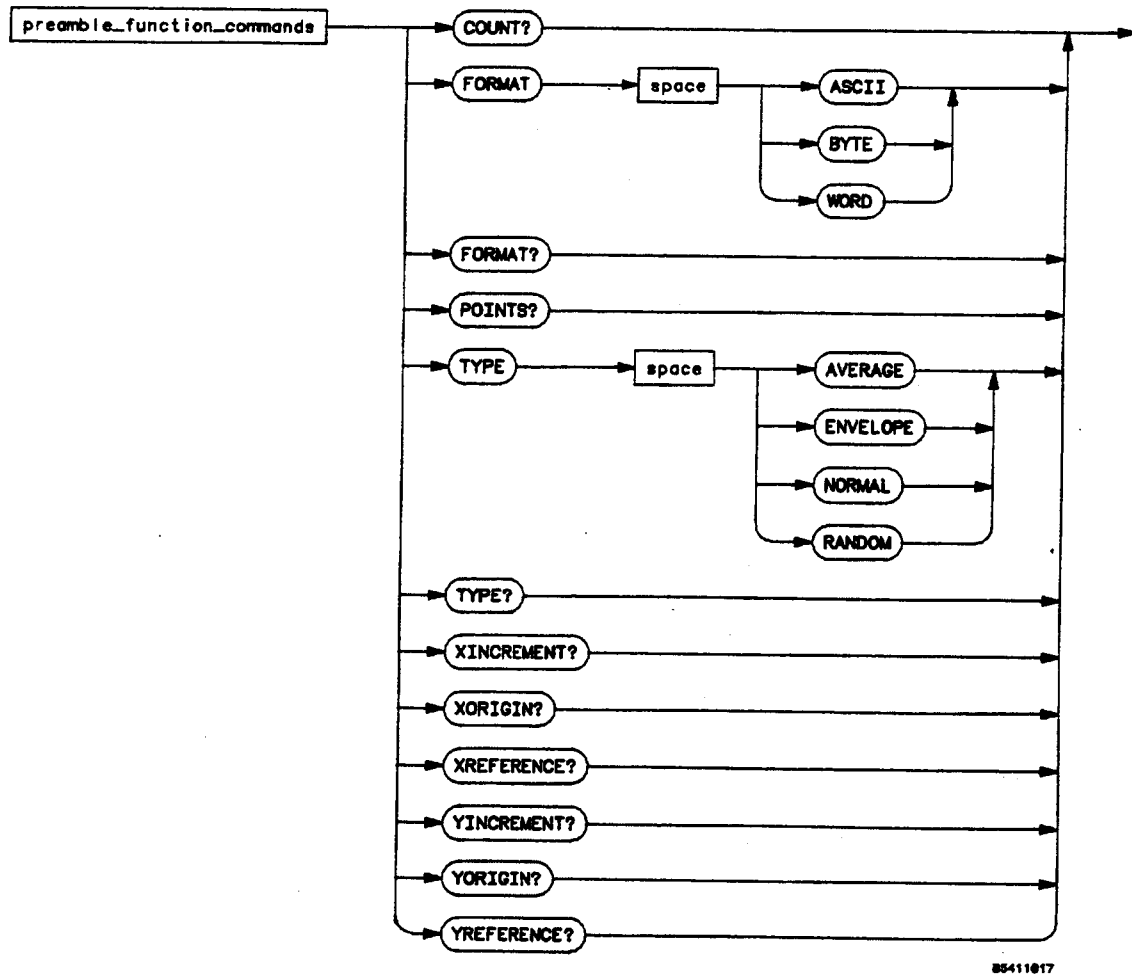 preamble_function_commands
COUNT?
FORMAT space ASCII
BYTE
WORD
FORMAT?
POINTS?
TYPE space AVERAGE
ENVELOPE
NORMAL
RANDOM
TYPE?
XINCREMENT?
XORIGIN?
XREFERENCE?
YINCREMENT?
YORIGIN?
YREFERENCE?
85411017